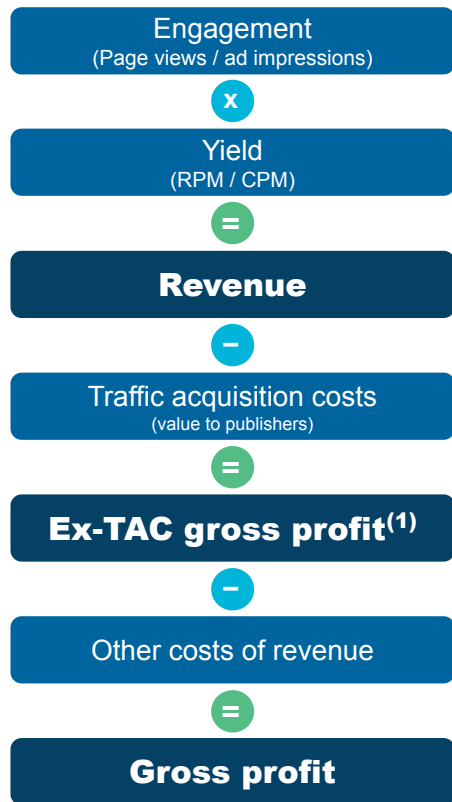 Engagement
(Page views / ad impressions)
x
Yield
(RPM / CPM)
=
Revenue
–
Traffic acquisition costs
(value to publishers)
=
Ex-TAC gross profit(1)
–
Other costs of revenue
=
Gross profit